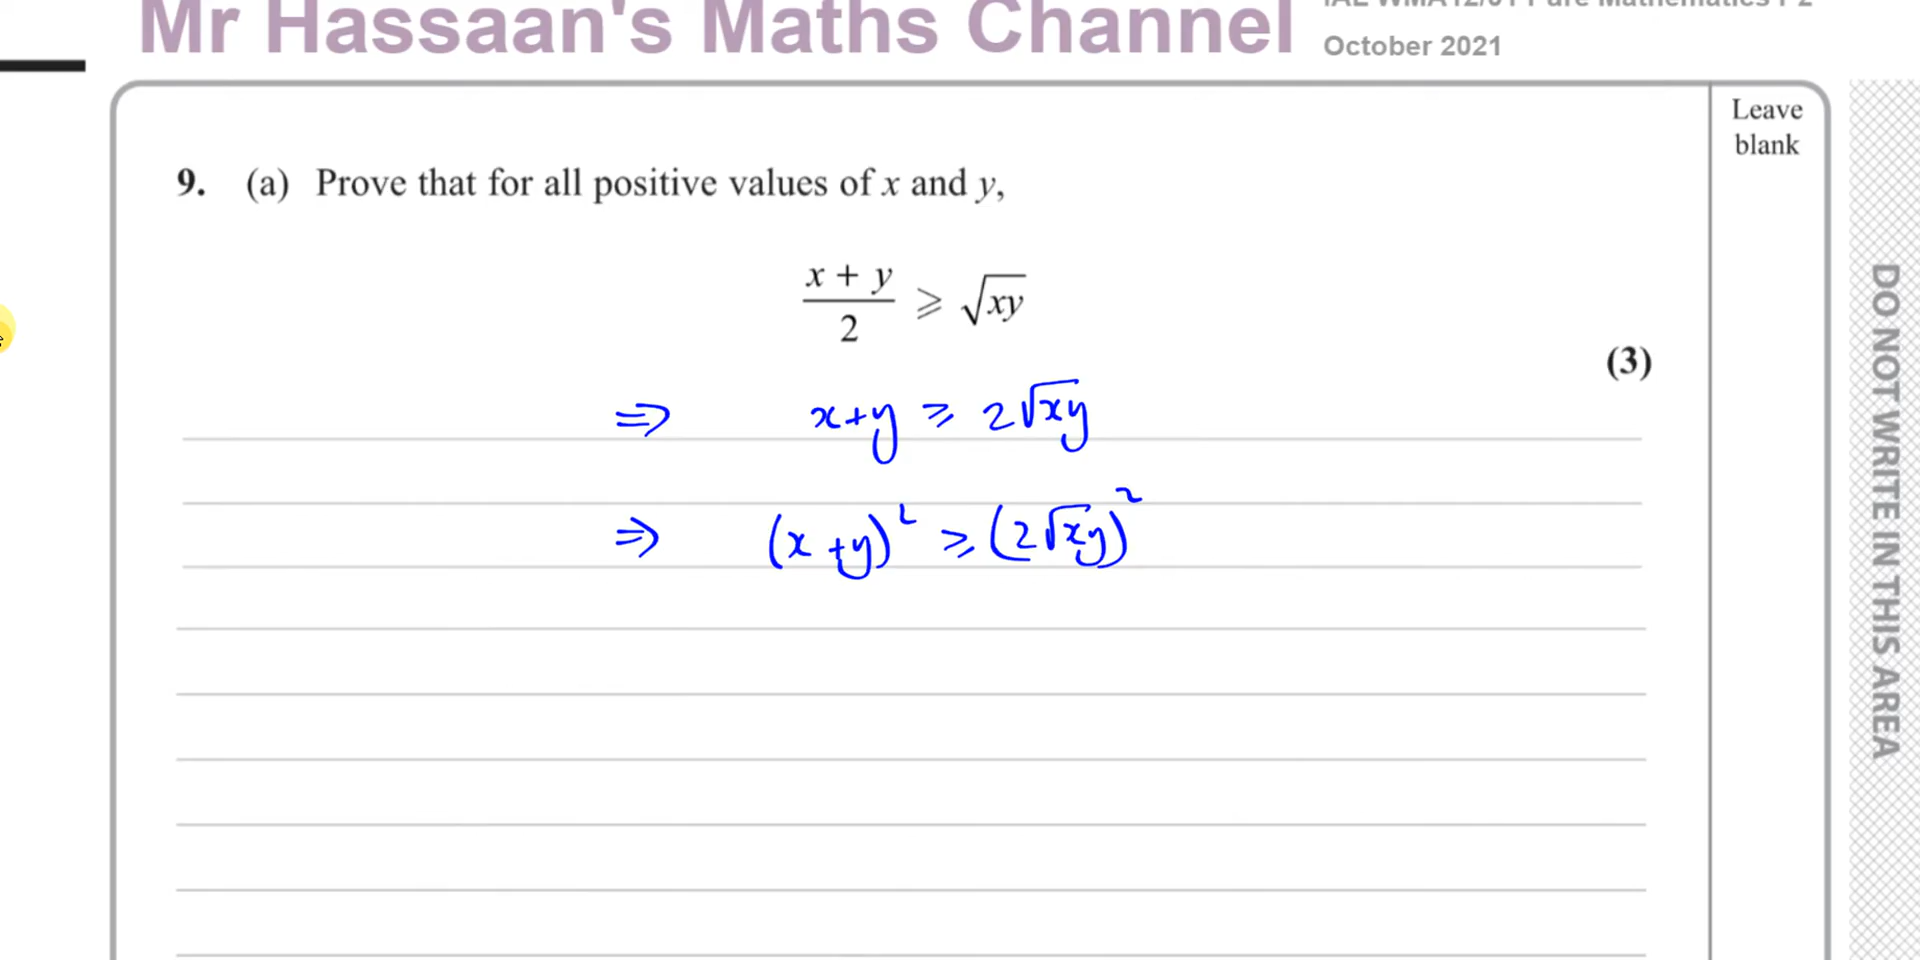 Mr Hassaan's Maths Channel
October 2021
Leave
blank
9. (a) Prove that for all positive values of x and y,
(x + y)/2 ⩾ √xy
(3)
⇒ x+y ⩾ 2√xy
⇒ (x+y)² ⩾ (2√xy)²
DO NOT WRITE IN THIS AREA